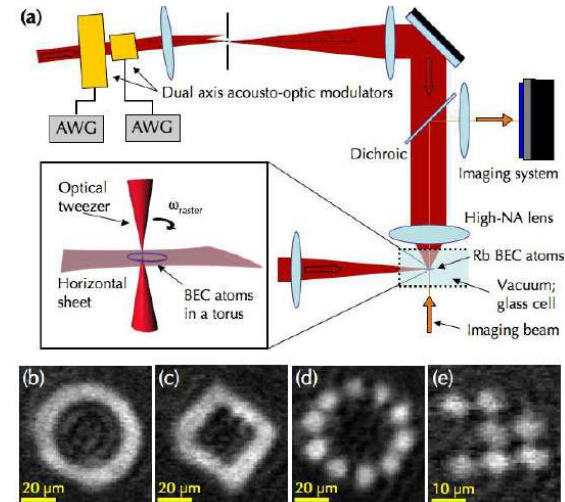 (a)
Dual axis acousto-optic modulators
AWG
AWG
Dichroic
Imaging system
Optical
tweezer
ωraster
High-NA lens
Horizontal
sheet
BEC atoms
in a torus
Rb BEC atoms
Vacuum;
glass cell
Imaging beam
(b)
20 µm
(c)
20 µm
(d)
20 µm
(e)
10 µm